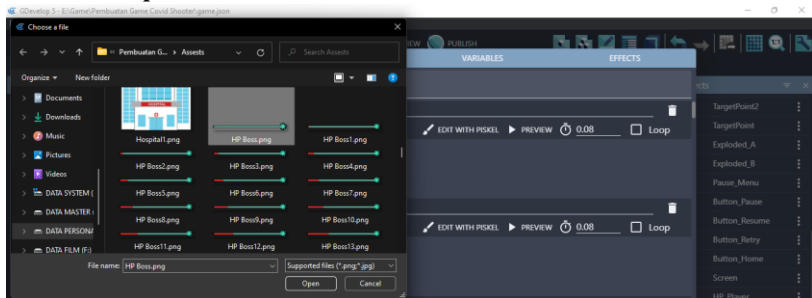 GDevelop 5 - E:\Game\Pembuatan Game Covid Shooter\game.json
Choose a file
Pembuatan G... > Assests
Search Assests
PUBLISH
Organize
New folder
VARIABLES
EFFECTS
Documents
Downloads
Music
Pictures
Videos
DATA SYSTEM (
DATA MASTER
DATA PERSONA
DATA FILM (F:)
HOSPITAL
Hospital1.png
HP Boss.png
HP Boss1.png
HP Boss2.png
HP Boss3.png
HP Boss4.png
HP Boss5.png
HP Boss6.png
HP Boss7.png
HP Boss8.png
HP Boss9.png
HP Boss10.png
HP Boss11.png
HP Boss12.png
HP Boss13.png
File name: HP Boss.png
Supported files (*.png;*.jpg)
Open
Cancel
EDIT WITH PISKEL
PREVIEW
0.08
Loop
EDIT WITH PISKEL
PREVIEW
0.08
Loop
TargetPoint2
TargetPoint
Exploded_A
Exploded_B
Pause_Menu
Button_Pause
Button_Resume
Button_Retry
Button_Home
Screen
HP_Player